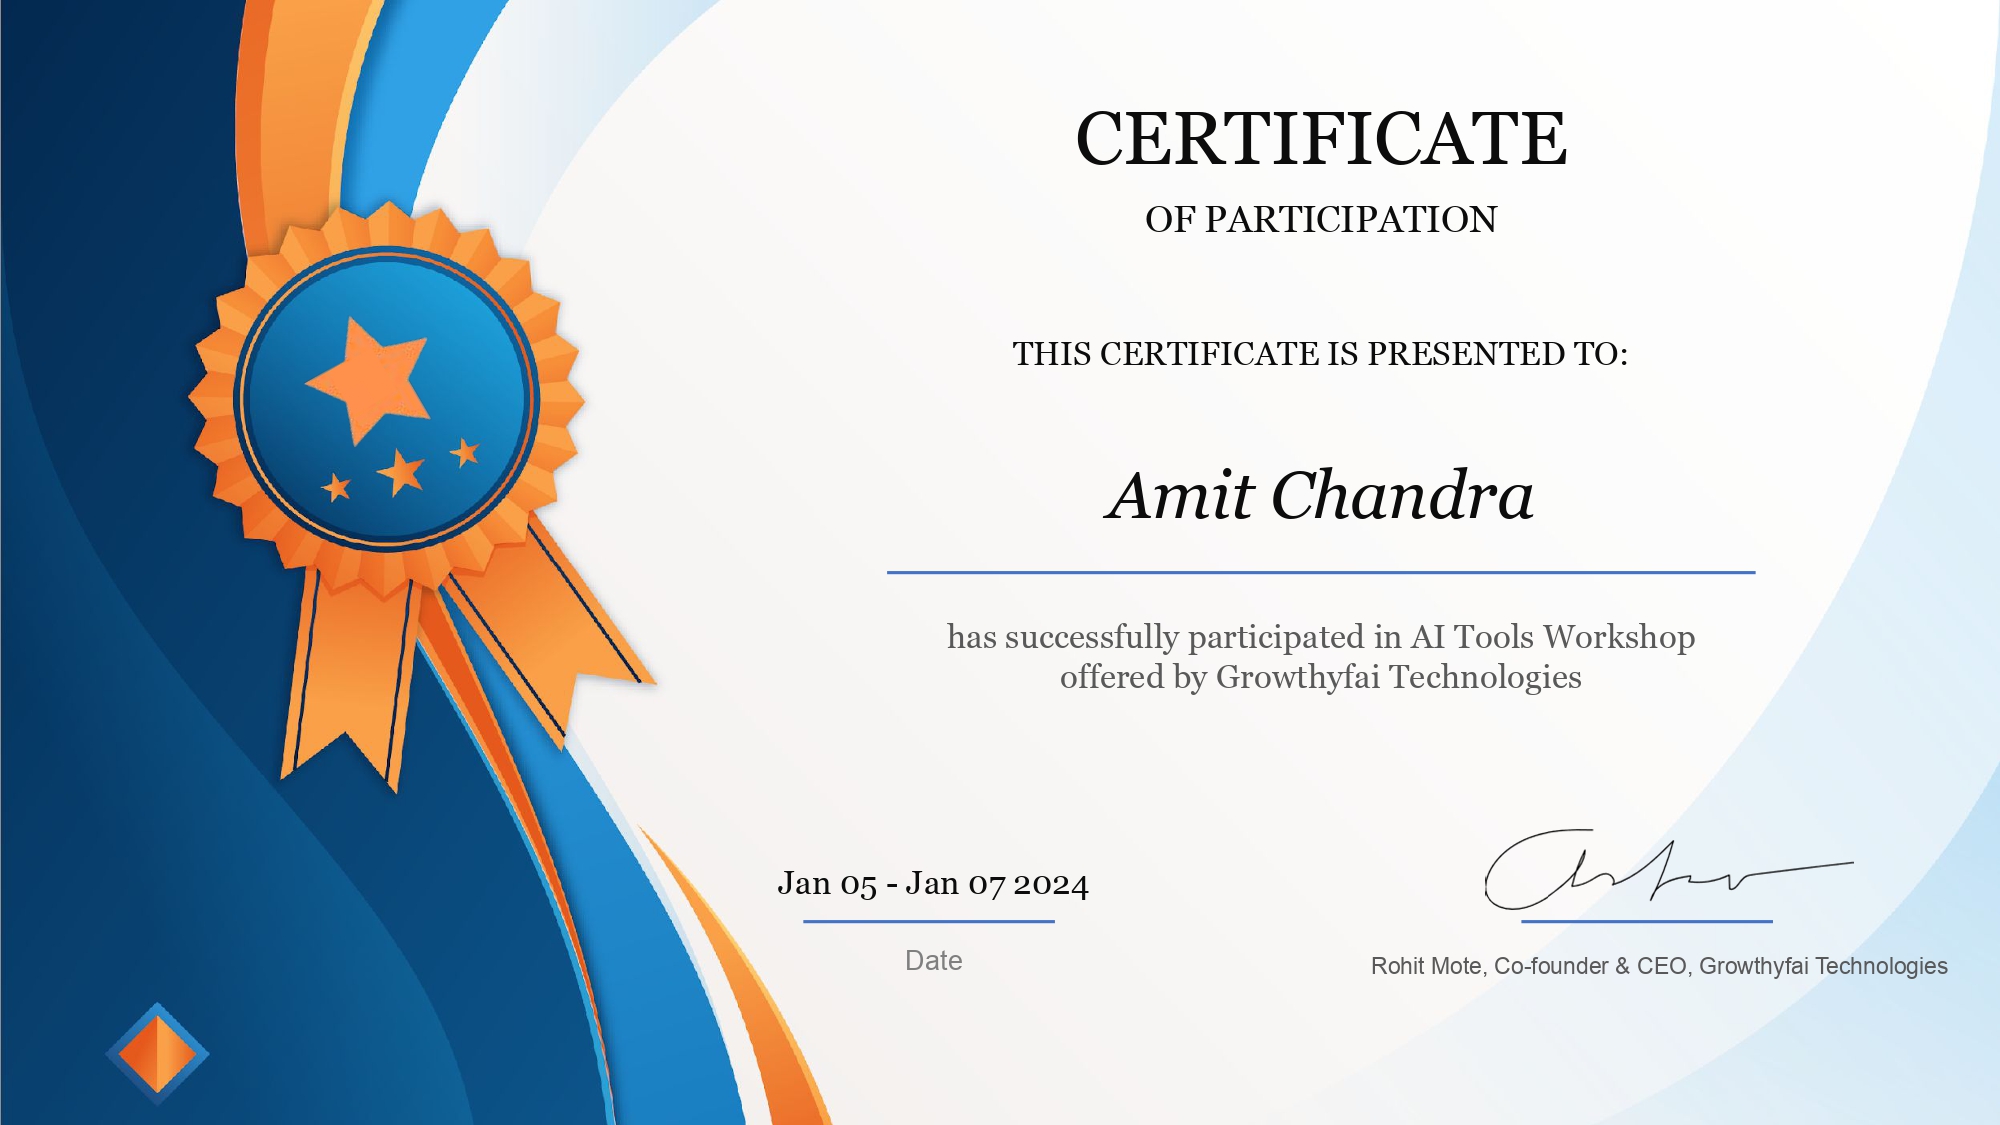 CERTIFICATE
OF PARTICIPATION
THIS CERTIFICATE IS PRESENTED TO:
Amit Chandra
has successfully participated in AI Tools Workshop
offered by Growthyfai Technologies
Jan 05 - Jan 07 2024
Date
Rohit Mote, Co-founder & CEO, Growthyfai Technologies